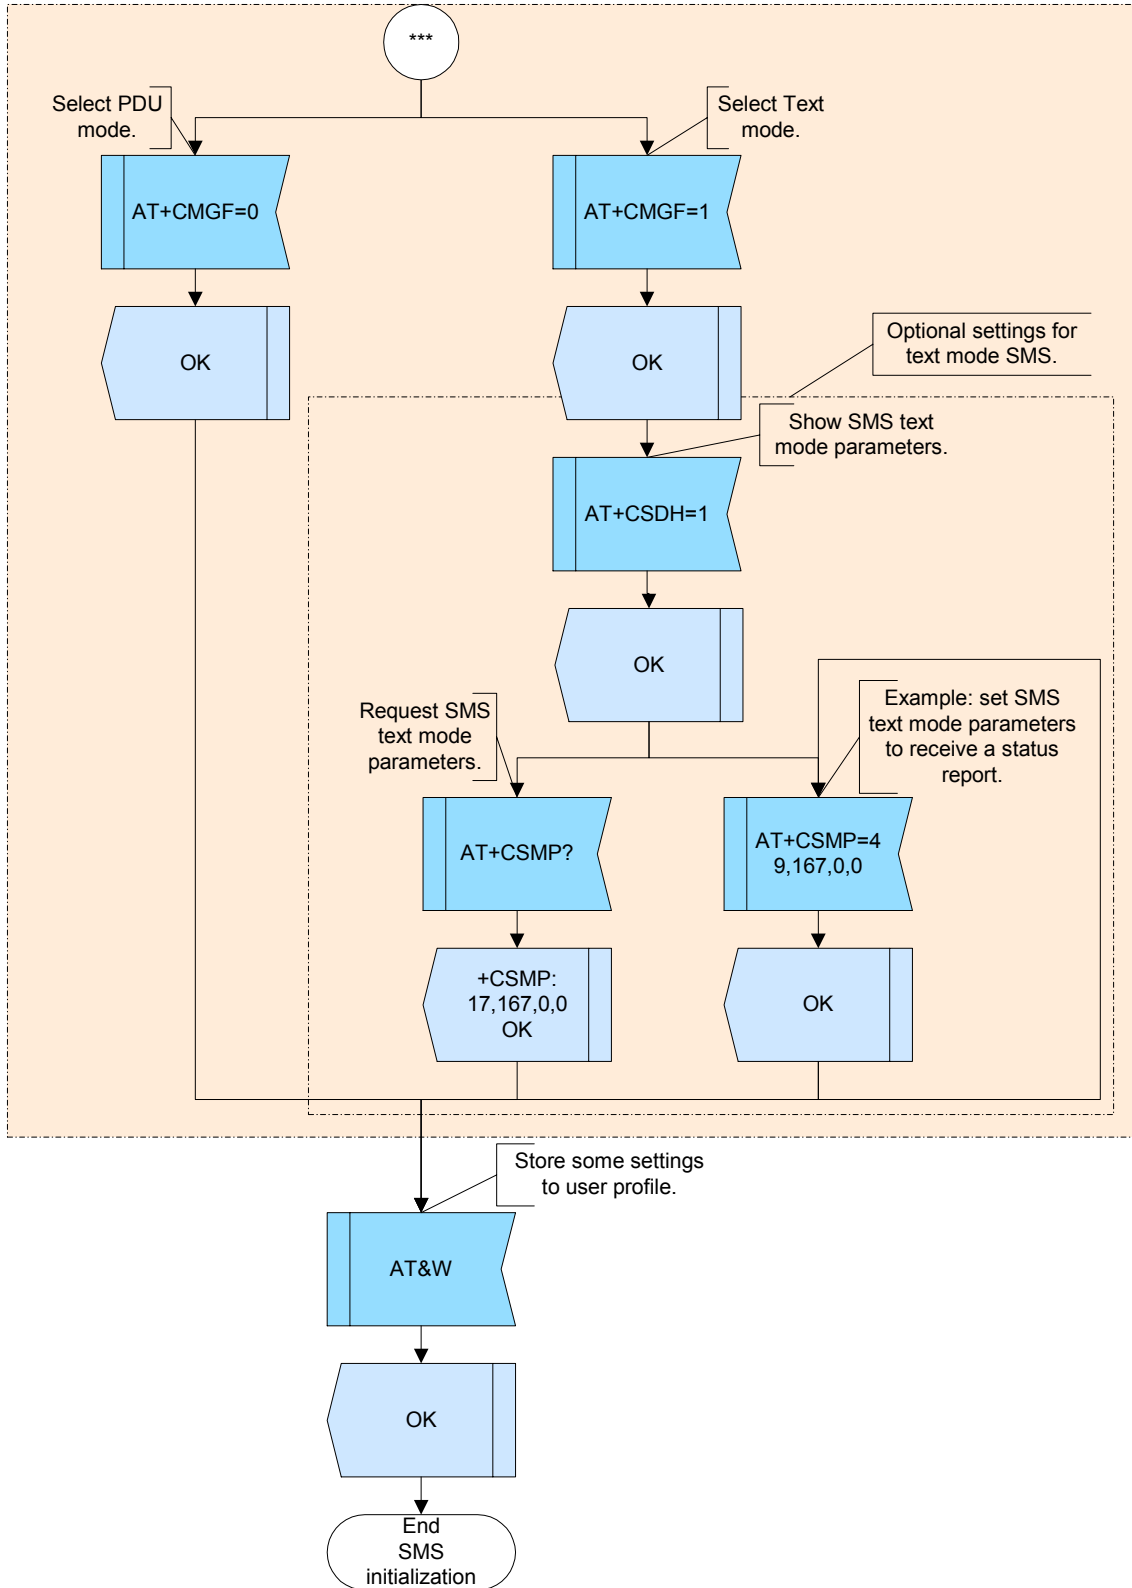 ***
Select PDU
mode.
Select Text
mode.
AT+CMGF=0
AT+CMGF=1
OK
OK
Optional settings for
text mode SMS.
Show SMS text
mode parameters.
AT+CSDH=1
OK
Request SMS
text mode
parameters.
Example: set SMS
text mode parameters
to receive a status
report.
AT+CSMP?
AT+CSMP=4
9,167,0,0
+CSMP:
17,167,0,0
OK
OK
Store some settings
to user profile.
AT&W
OK
End
SMS
initialization